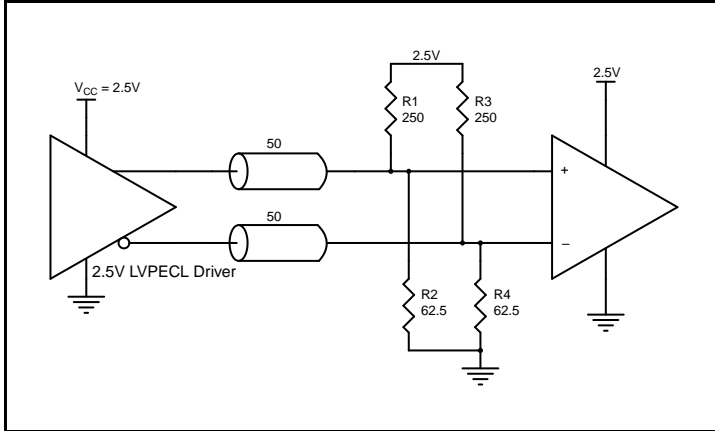 2.5V
V_CC = 2.5V
2.5V
R1
250
R3
250
50
+
50
−
2.5V LVPECL Driver
R2
62.5
R4
62.5